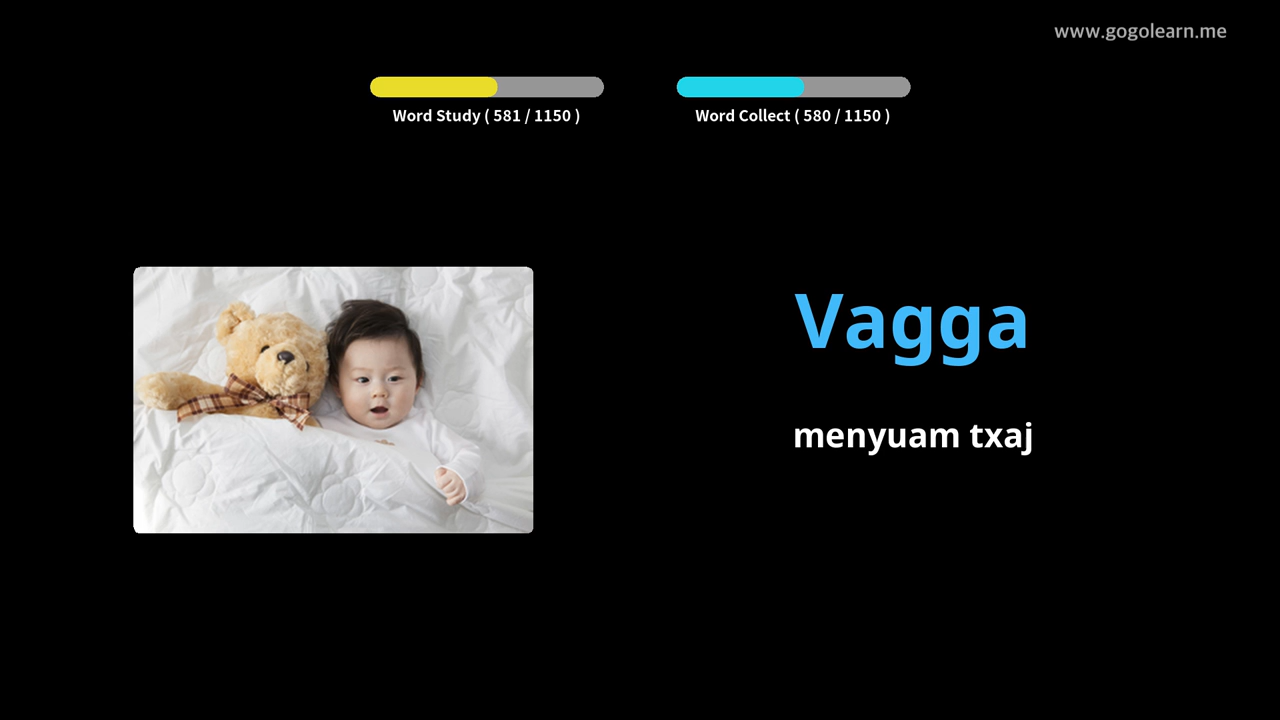 www.gogolearn.me
Word Study ( 581 / 1150 )
Word Collect ( 580 / 1150 )
Vagga
menyuam txaj